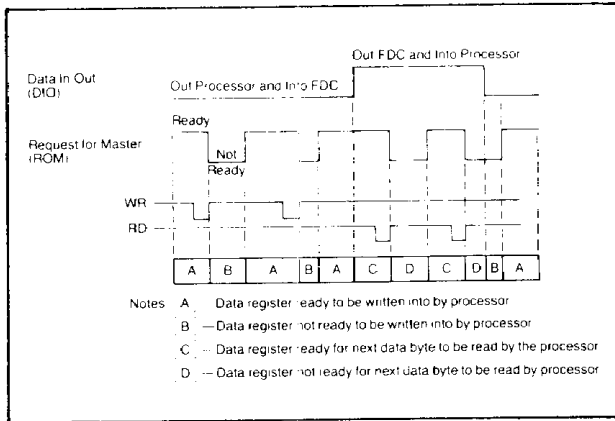 Out FDC and Into Processor
Data In Out
(DIO)
Out Processor and Into FDC
Ready
Request for Master
(ROM)
Not
Ready
WR
RD
A B A B A C D C D B A
Notes A — Data register ready to be written into by processor
B — Data register not ready to be written into by processor
C — Data register ready for next data byte to be read by the processor
D — Data register not ready for next data byte to be read by processor